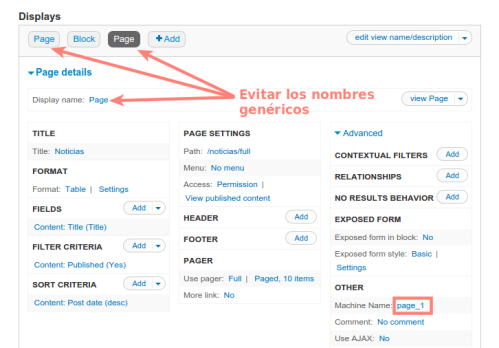 Displays
Page Block Page +Add edit view name/description
Page details
Evitar los nombres
genéricos
Display name: Page view Page
TITLE
Title: Noticias
FORMAT
Format: Table | Settings
FIELDS Add
Content: Title (Title)
FILTER CRITERIA Add
Content: Published (Yes)
SORT CRITERIA Add
Content: Post date (desc)
PAGE SETTINGS
Path: /noticias/full
Menu: No menu
Access: Permission |
View published content
HEADER Add
FOOTER Add
PAGER
Use pager: Full | Paged, 10 items
More link: No
Advanced
CONTEXTUAL FILTERS Add
RELATIONSHIPS Add
NO RESULTS BEHAVIOR Add
EXPOSED FORM
Exposed form in block: No
Exposed form style: Basic |
Settings
OTHER
Machine Name: page_1
Comment: No comment
Use AJAX: No